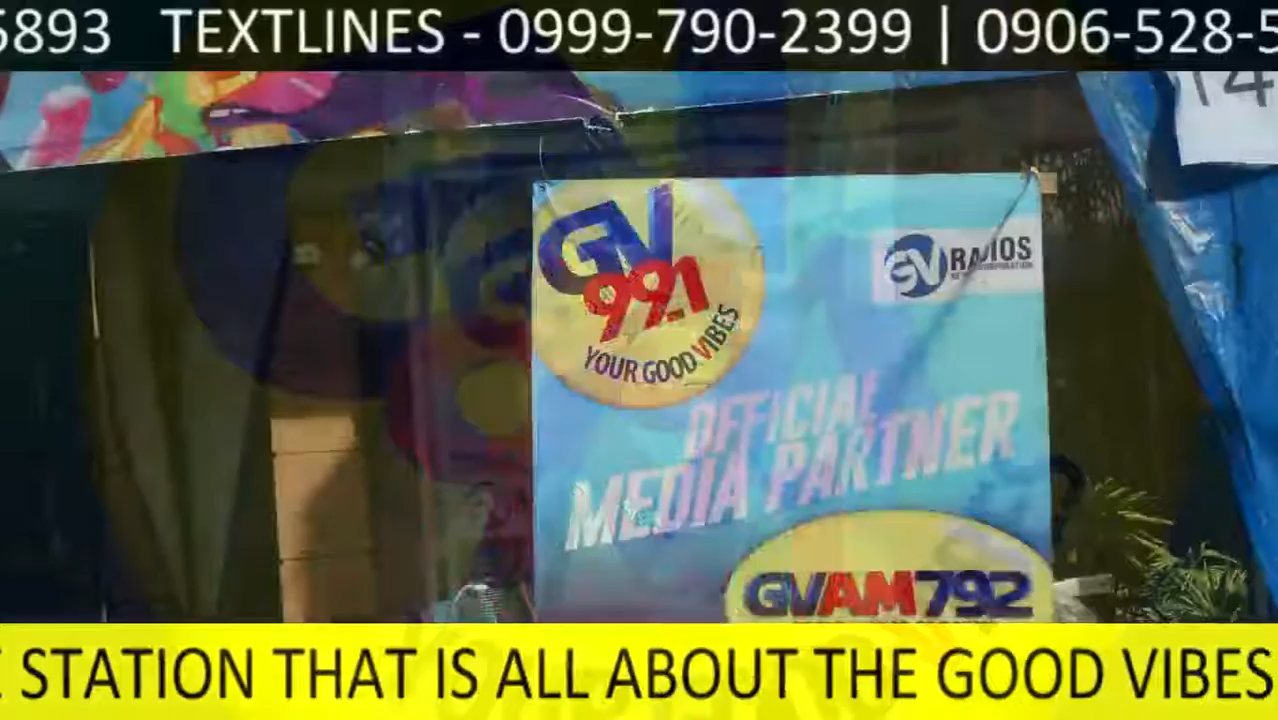 5893 TEXTLINES - 0999-790-2399 | 0906-528-5
14
GV
99.1
YOUR GOOD VIBES
GV RADIOS
OFFICIAL
MEDIA PARTNER
GVAM792
STATION THAT IS ALL ABOUT THE GOOD VIBES